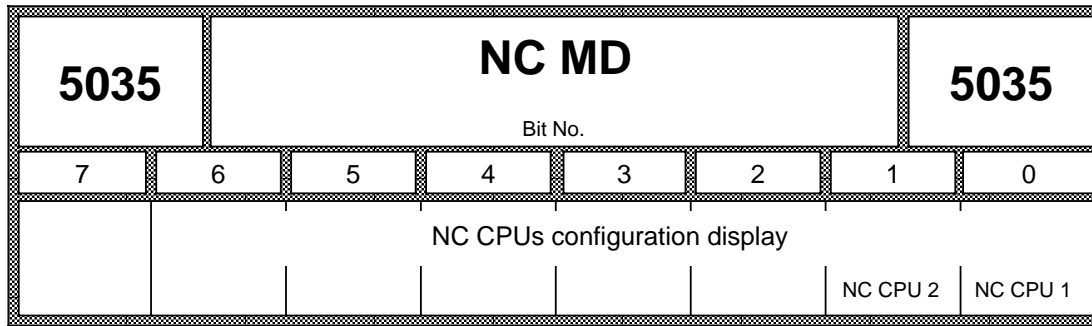 5035 NC MD 5035
Bit No.
7 6 5 4 3 2 1 0
NC CPUs configuration display
NC CPU 2 NC CPU 1